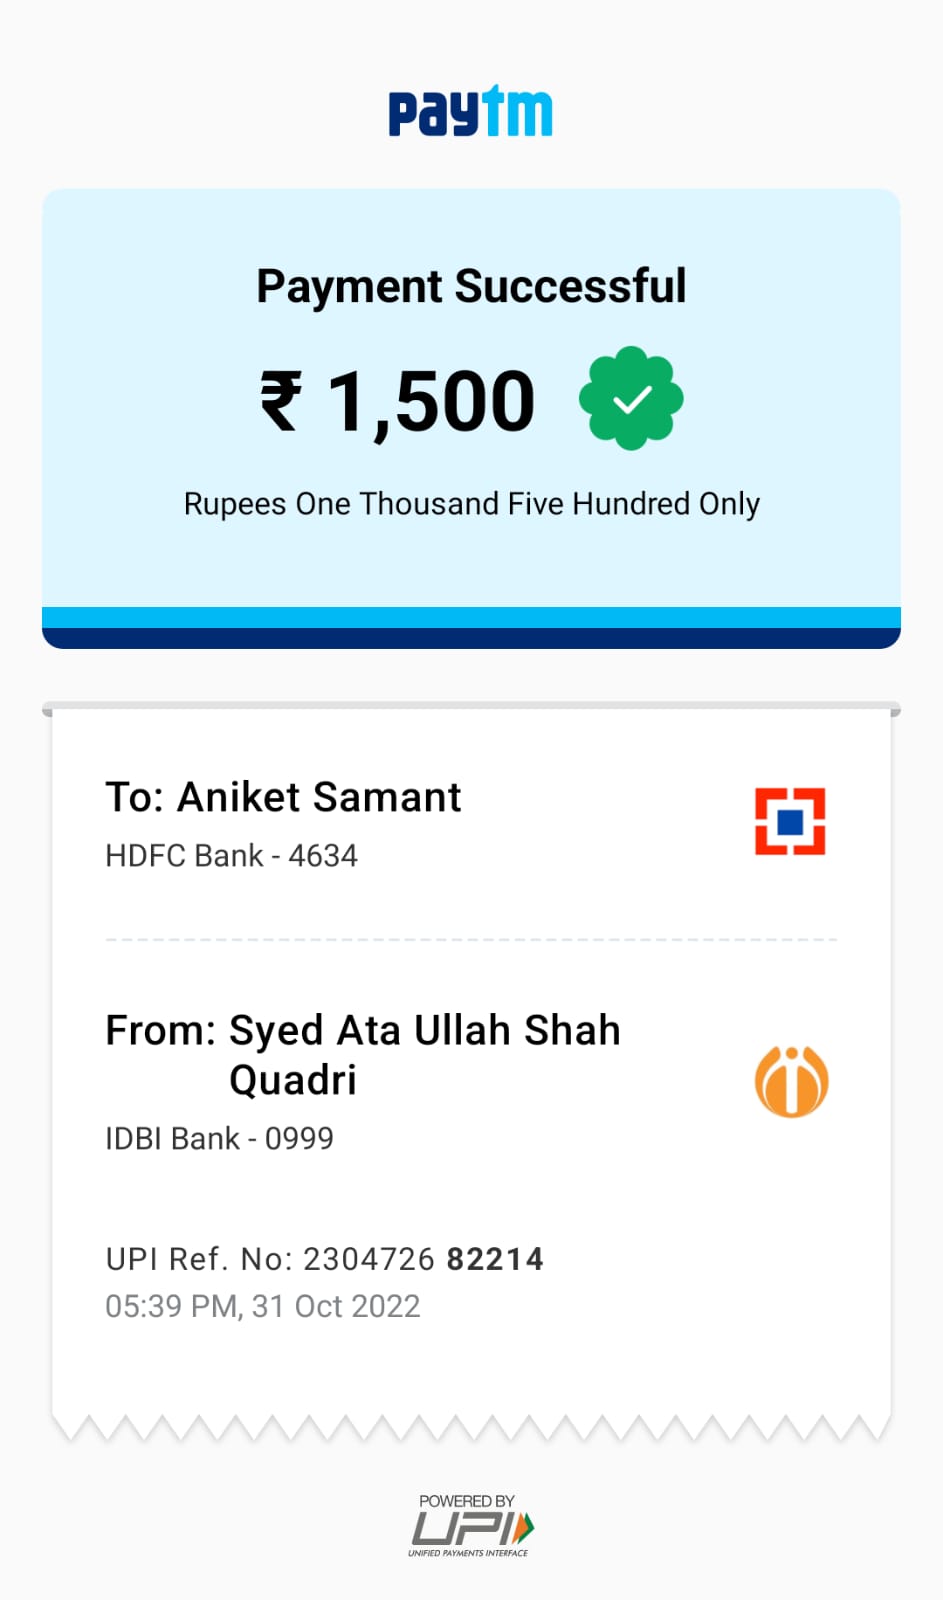 paytm
Payment Successful
₹ 1,500
Rupees One Thousand Five Hundred Only
To: Aniket Samant
HDFC Bank - 4634
From: Syed Ata Ullah Shah
Quadri
IDBI Bank - 0999
UPI Ref. No: 2304726 82214
05:39 PM, 31 Oct 2022
POWERED BY
UPI
UNIFIED PAYMENTS INTERFACE